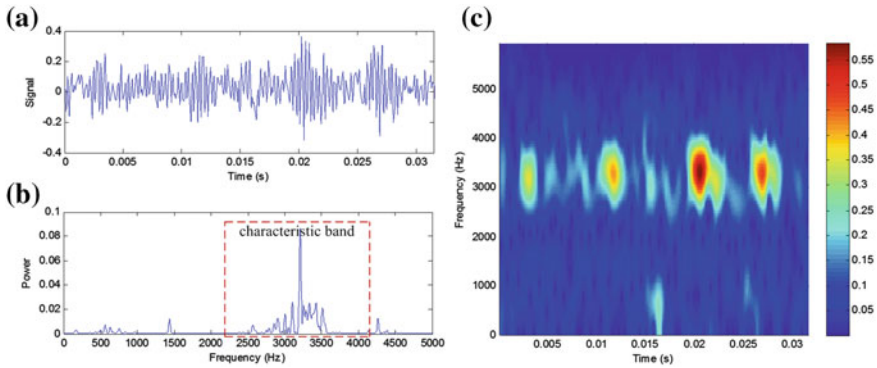 (a)
0.4
0.2
0
-0.2
-0.4
Signal
0 0.005 0.01 0.015 0.02 0.025 0.03
Time (s)
(b)
0.1
0.08
0.06
0.04
0.02
0
Power
characteristic band
0 500 1000 1500 2000 2500 3000 3500 4000 4500 5000
Frequency (Hz)
(c)
5000
4000
3000
2000
1000
0
Frequency (Hz)
0.005 0.01 0.015 0.02 0.025 0.03
Time (s)
0.55
0.5
0.45
0.4
0.35
0.3
0.25
0.2
0.15
0.1
0.05
0.00